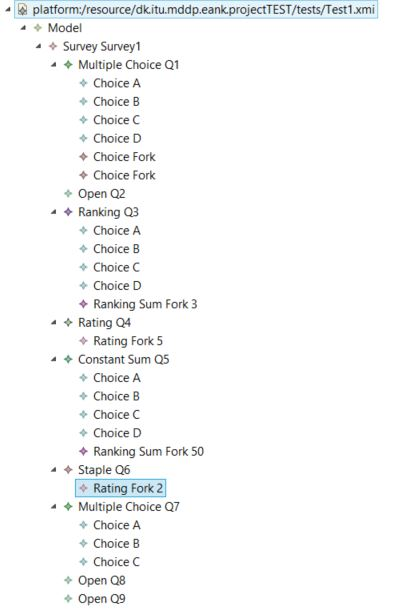 platform:/resource/dk.itu.mddp.eank.projectTEST/tests/Test1.xmi
Model
Survey Survey1
Multiple Choice Q1
Choice A
Choice B
Choice C
Choice D
Choice Fork
Choice Fork
Open Q2
Ranking Q3
Choice A
Choice B
Choice C
Choice D
Ranking Sum Fork 3
Rating Q4
Rating Fork 5
Constant Sum Q5
Choice A
Choice B
Choice C
Choice D
Ranking Sum Fork 50
Staple Q6
Rating Fork 2
Multiple Choice Q7
Choice A
Choice B
Choice C
Open Q8
Open Q9